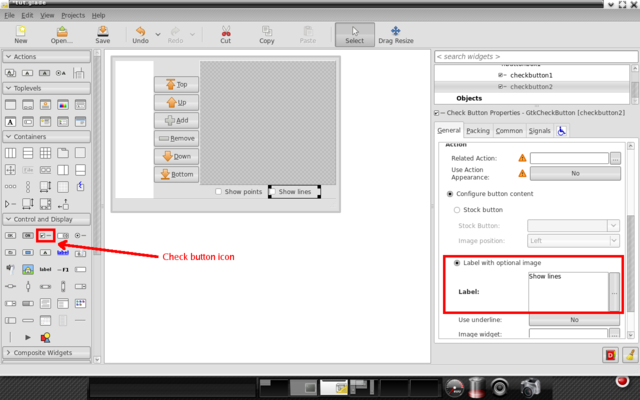 tut.glade
File Edit View Projects Help
New Open... Save Undo Redo Cut Copy Paste Select Drag Resize
Actions
Toplevels
Containers
Control and Display
Composite Widgets
Top
Up
Add
Remove
Down
Bottom
Show points Show lines
Check button icon
< search widgets >
checkbutton1
checkbutton2
Objects
Check Button Properties - GtkCheckButton [checkbutton2]
General Packing Common Signals
Action
Related Action: ...
Use Action Appearance: No
Configure button content
Stock button
Stock Button:
Image position: Left
Label with optional image
Label: Show lines ...
Use underline: No
Image widget: ...